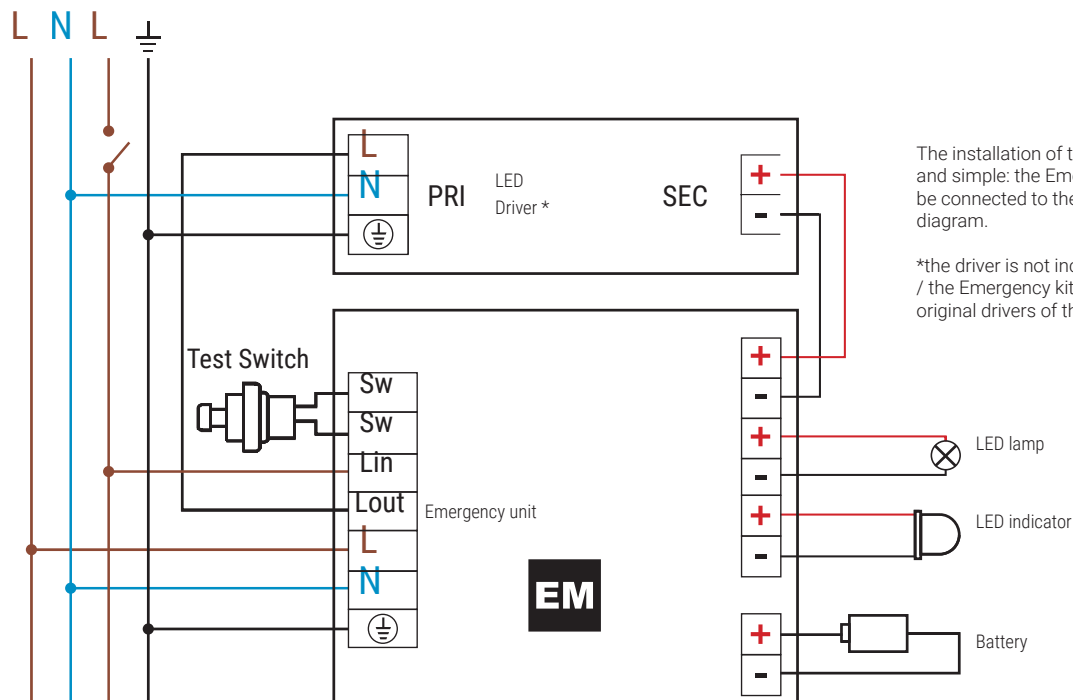 L N L
L
N
PRI
LED
Driver *
SEC
+
-
The installation of t
and simple: the Eme
be connected to the
diagram.
*the driver is not inc
/ the Emergency kit
original drivers of th
Test Switch
Sw
Sw
Lin
Lout
L
N
Emergency unit
EM
+
-
+
-
LED lamp
+
-
LED indicator
+
-
Battery